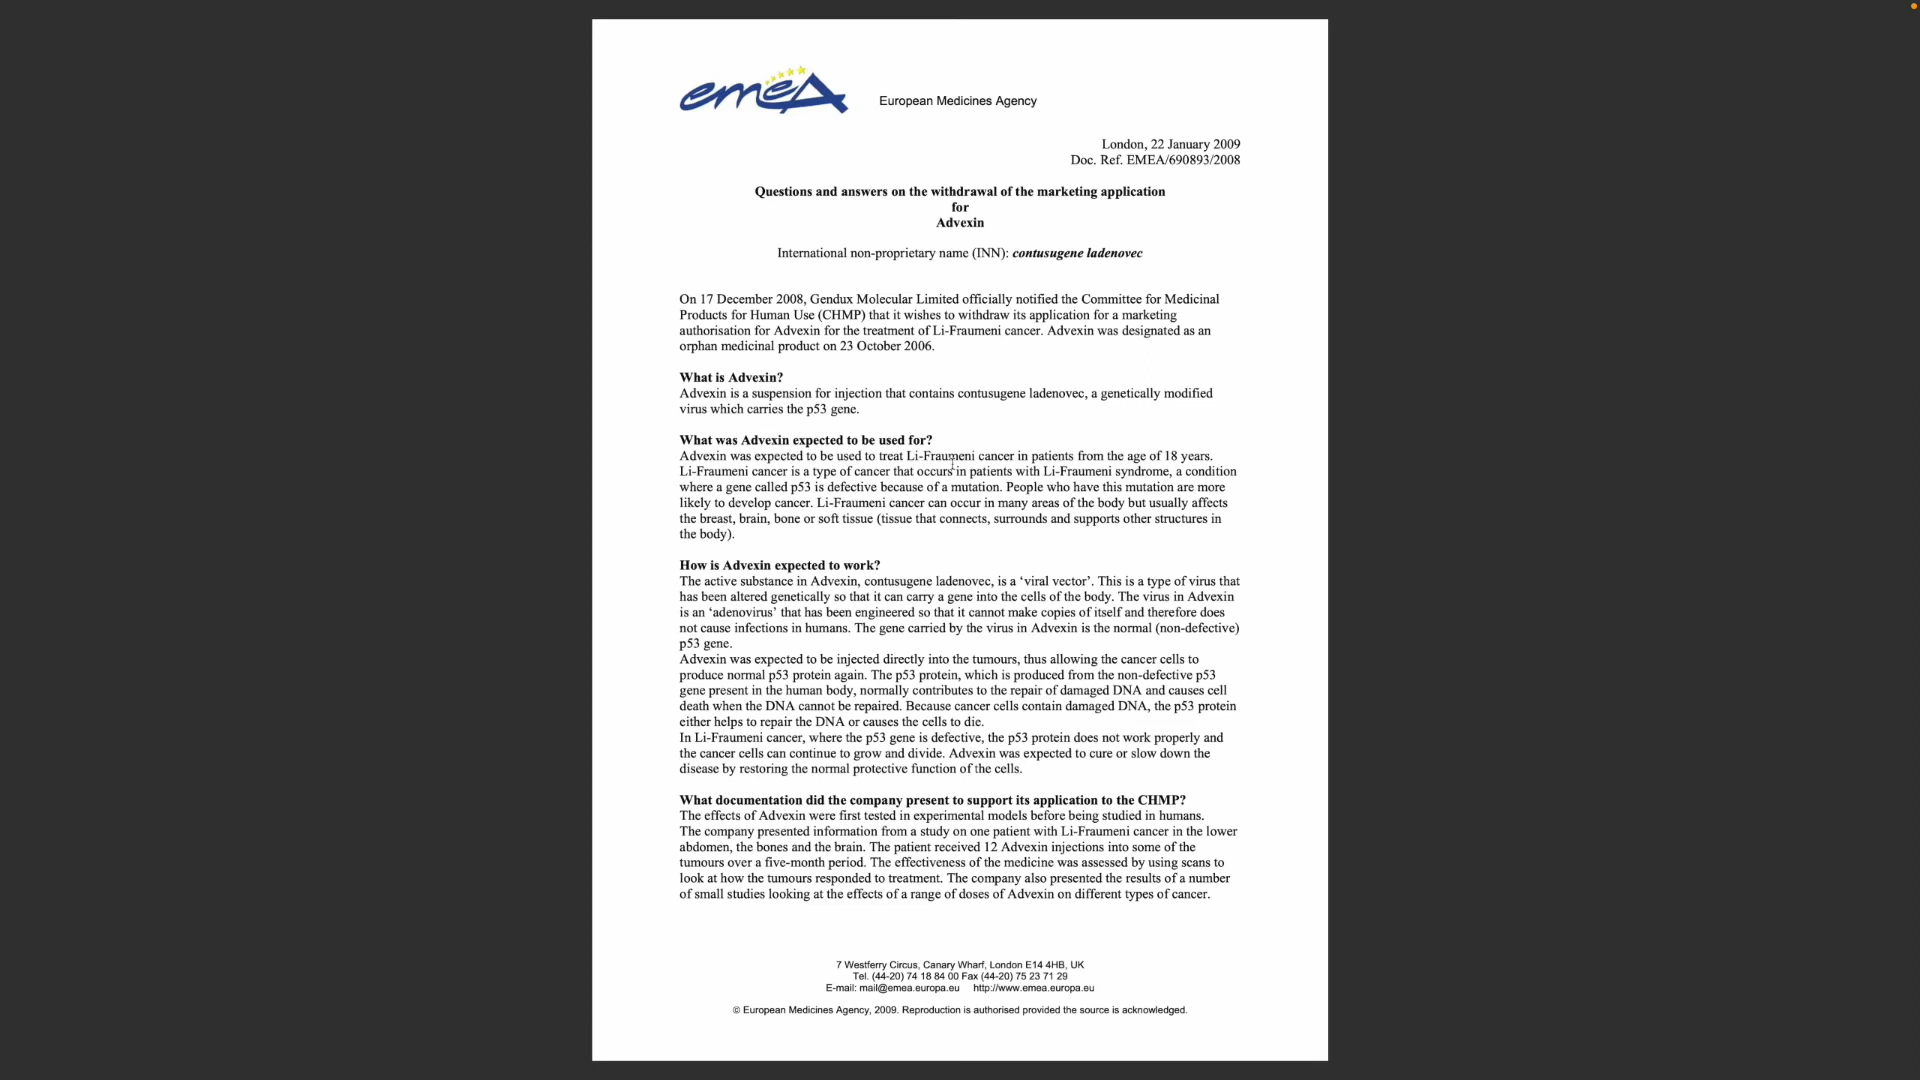 emeA
European Medicines Agency
London, 22 January 2009
Doc. Ref. EMEA/690893/2008
Questions and answers on the withdrawal of the marketing application
for
Advexin
International non-proprietary name (INN): contusugene ladenovec
On 17 December 2008, Gendux Molecular Limited officially notified the Committee for Medicinal
Products for Human Use (CHMP) that it wishes to withdraw its application for a marketing
authorisation for Advexin for the treatment of Li-Fraumeni cancer. Advexin was designated as an
orphan medicinal product on 23 October 2006.
What is Advexin?
Advexin is a suspension for injection that contains contusugene ladenovec, a genetically modified
virus which carries the p53 gene.
What was Advexin expected to be used for?
Advexin was expected to be used to treat Li-Fraumeni cancer in patients from the age of 18 years.
Li-Fraumeni cancer is a type of cancer that occurs in patients with Li-Fraumeni syndrome, a condition
where a gene called p53 is defective because of a mutation. People who have this mutation are more
likely to develop cancer. Li-Fraumeni cancer can occur in many areas of the body but usually affects
the breast, brain, bone or soft tissue (tissue that connects, surrounds and supports other structures in
the body).
How is Advexin expected to work?
The active substance in Advexin, contusugene ladenovec, is a ‘viral vector’. This is a type of virus that
has been altered genetically so that it can carry a gene into the cells of the body. The virus in Advexin
is an ‘adenovirus’ that has been engineered so that it cannot make copies of itself and therefore does
not cause infections in humans. The gene carried by the virus in Advexin is the normal (non-defective)
p53 gene.
Advexin was expected to be injected directly into the tumours, thus allowing the cancer cells to
produce normal p53 protein again. The p53 protein, which is produced from the non-defective p53
gene present in the human body, normally contributes to the repair of damaged DNA and causes cell
death when the DNA cannot be repaired. Because cancer cells contain damaged DNA, the p53 protein
either helps to repair the DNA or causes the cells to die.
In Li-Fraumeni cancer, where the p53 gene is defective, the p53 protein does not work properly and
the cancer cells can continue to grow and divide. Advexin was expected to cure or slow down the
disease by restoring the normal protective function of the cells.
What documentation did the company present to support its application to the CHMP?
The effects of Advexin were first tested in experimental models before being studied in humans.
The company presented information from a study on one patient with Li-Fraumeni cancer in the lower
abdomen, the bones and the brain. The patient received 12 Advexin injections into some of the
tumours over a five-month period. The effectiveness of the medicine was assessed by using scans to
look at how the tumours responded to treatment. The company also presented the results of a number
of small studies looking at the effects of a range of doses of Advexin on different types of cancer.
7 Westferry Circus, Canary Wharf, London E14 4HB, UK
Tel. (44-20) 74 18 84 00 Fax (44-20) 75 23 71 29
E-mail: mail@emea.europa.eu http://www.emea.europa.eu
© European Medicines Agency, 2009. Reproduction is authorised provided the source is acknowledged.